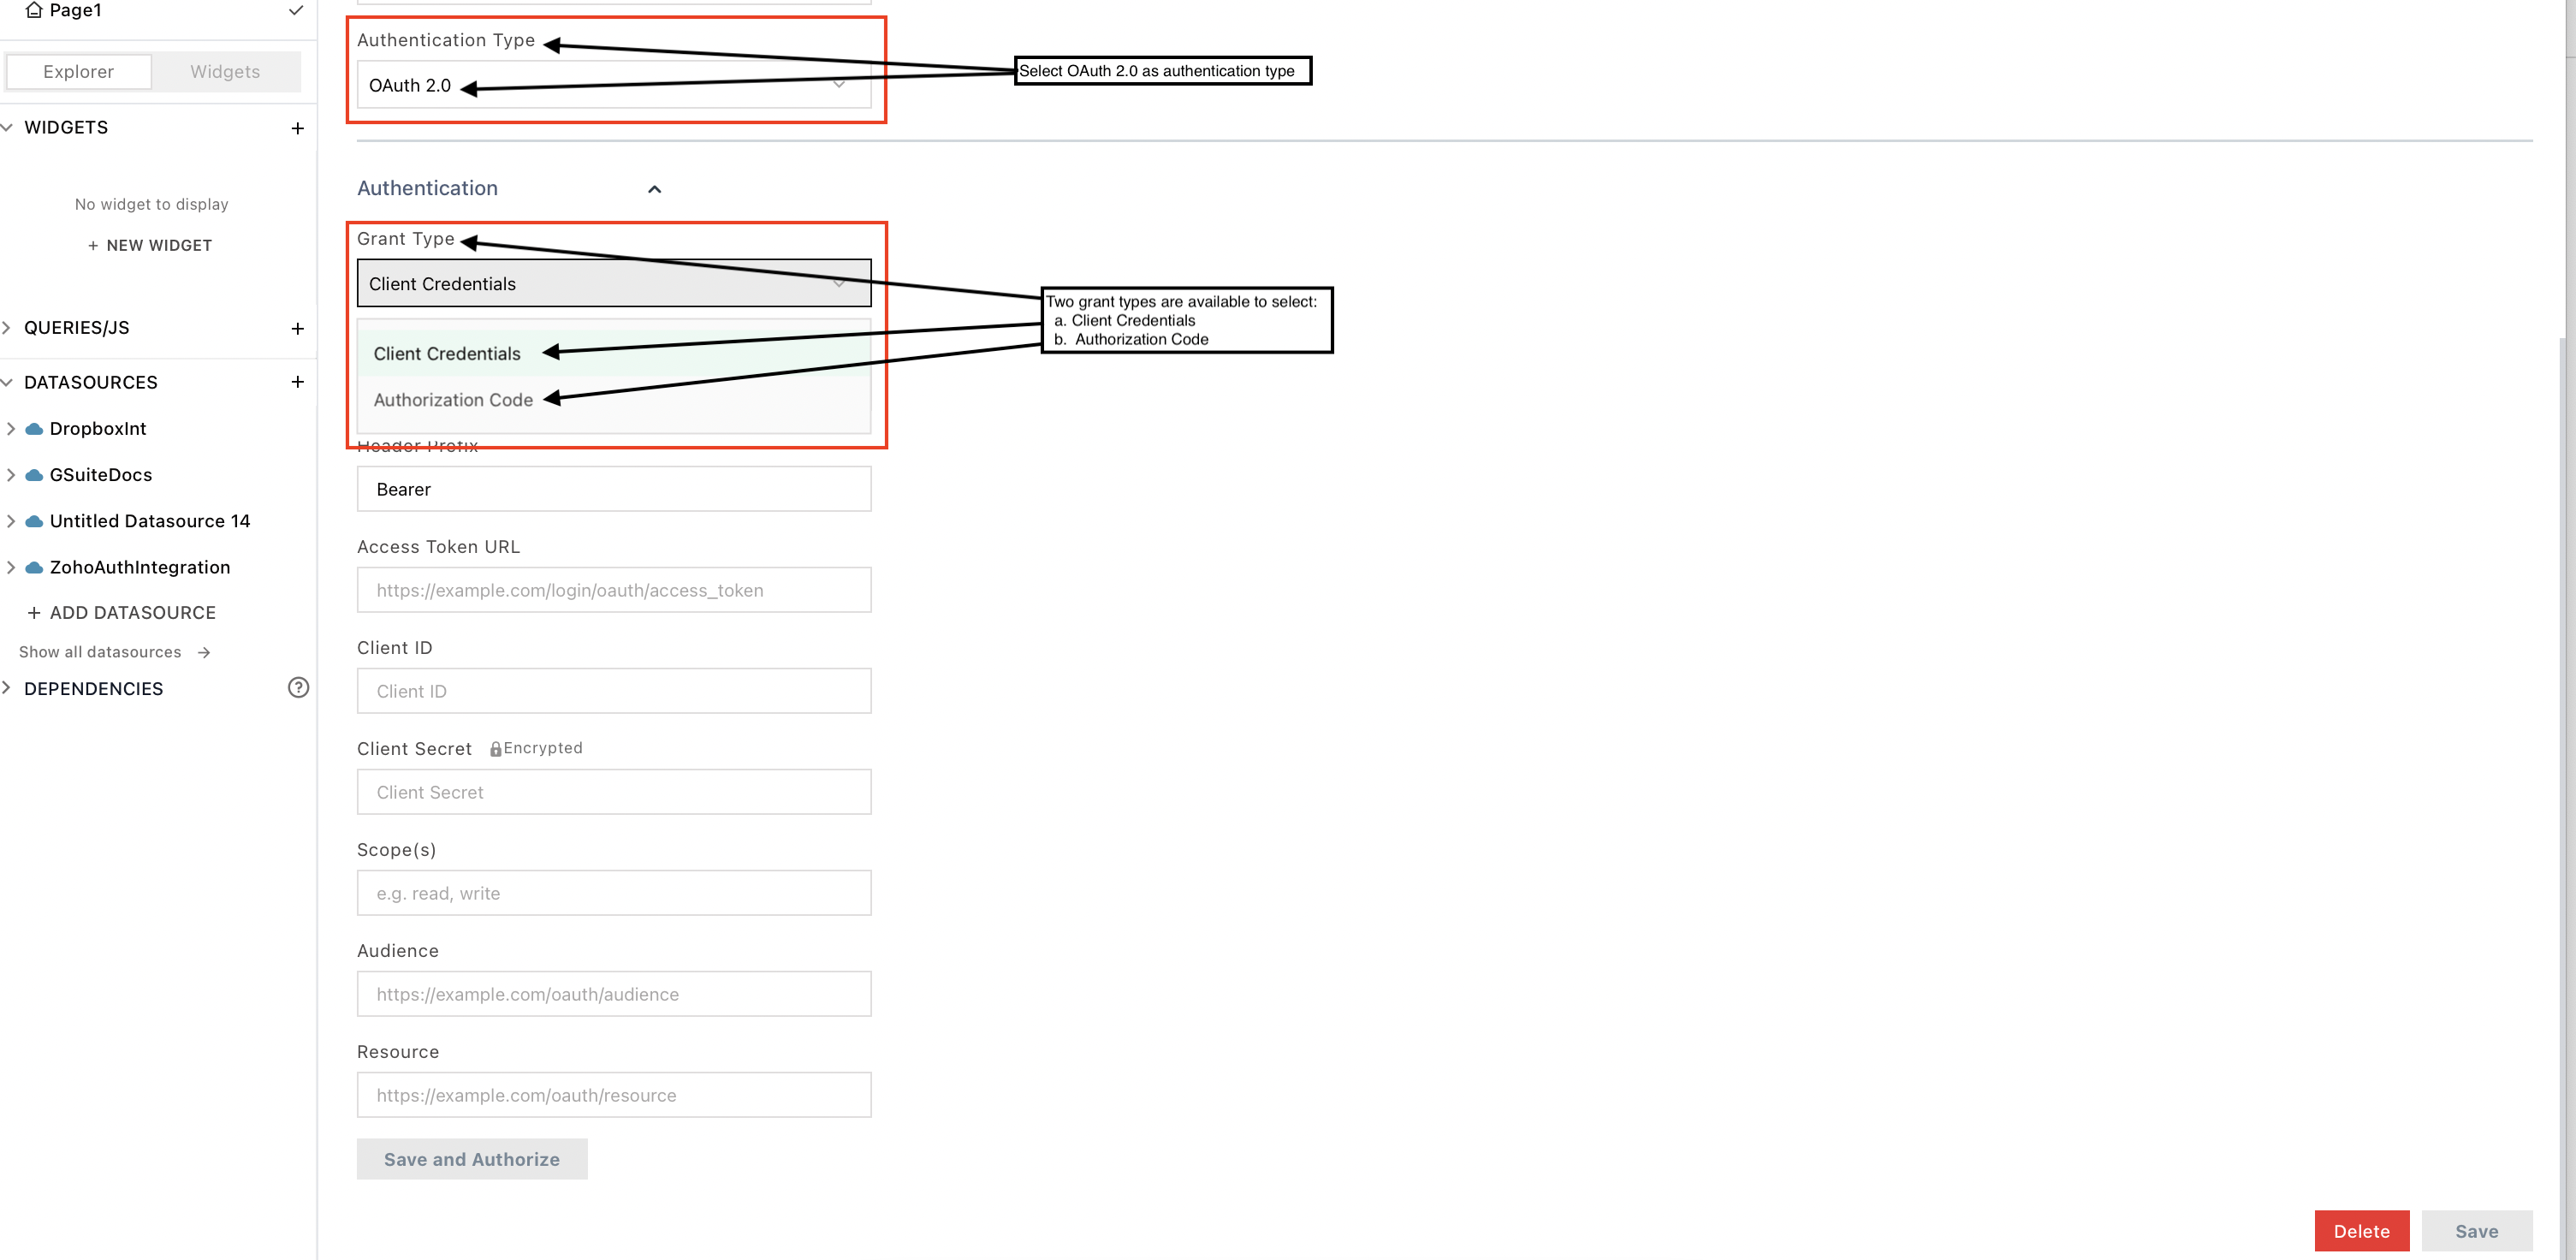 Page1
Explorer
Widgets
WIDGETS
No widget to display
+ NEW WIDGET
QUERIES/JS
DATASOURCES
DropboxInt
GSuiteDocs
Untitled Datasource 14
ZohoAuthIntegration
+ ADD DATASOURCE
Show all datasources
DEPENDENCIES
Authentication Type
OAuth 2.0
Select OAuth 2.0 as authentication type
Authentication
Grant Type
Client Credentials
Client Credentials
Authorization Code
Two grant types are available to select:
a. Client Credentials
b. Authorization Code
Header Prefix
Bearer
Access Token URL
https://example.com/login/oauth/access_token
Client ID
Client ID
Client Secret Encrypted
Client Secret
Scope(s)
e.g. read, write
Audience
https://example.com/oauth/audience
Resource
https://example.com/oauth/resource
Save and Authorize
Delete
Save